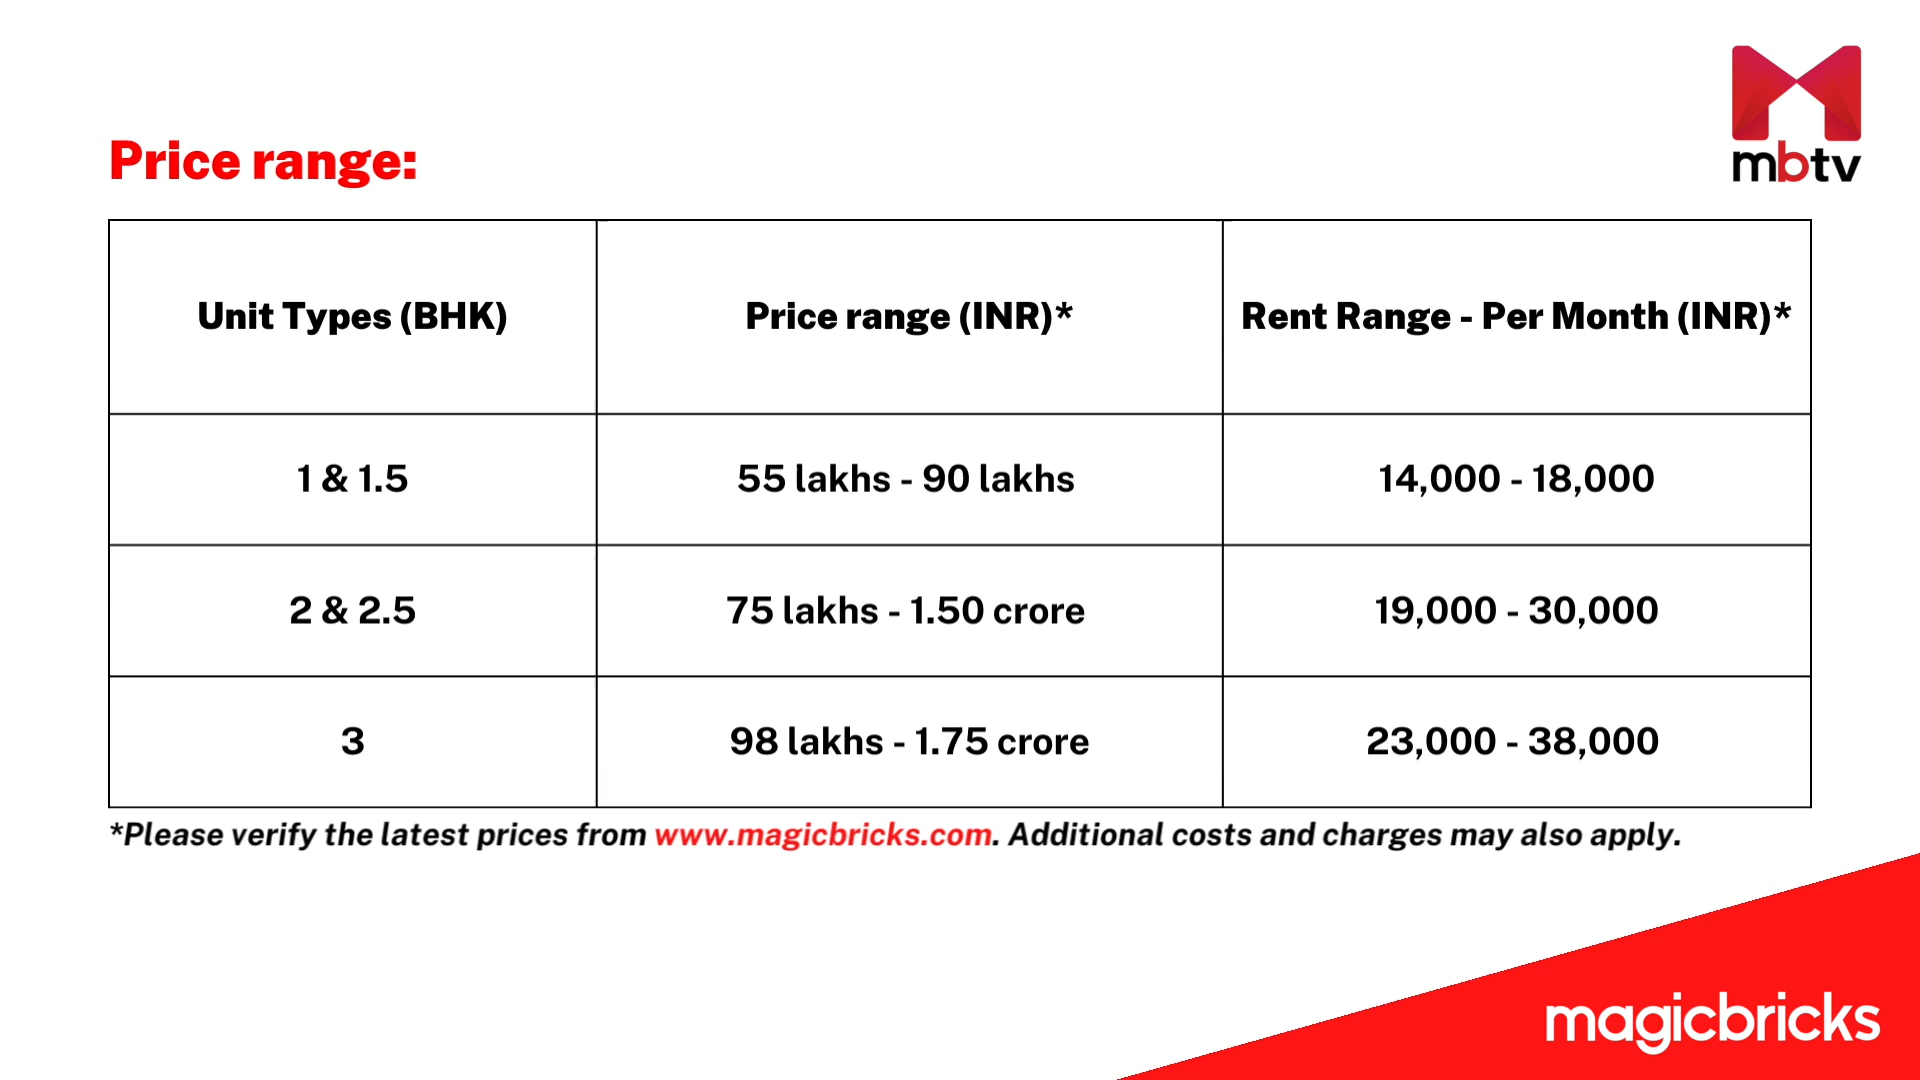 mbtv
Price range:
Unit Types (BHK) Price range (INR)* Rent Range - Per Month (INR)*
1 & 1.5 55 lakhs - 90 lakhs 14,000 - 18,000
2 & 2.5 75 lakhs - 1.50 crore 19,000 - 30,000
3 98 lakhs - 1.75 crore 23,000 - 38,000
*Please verify the latest prices from www.magicbricks.com. Additional costs and charges may also apply.
magicbricks